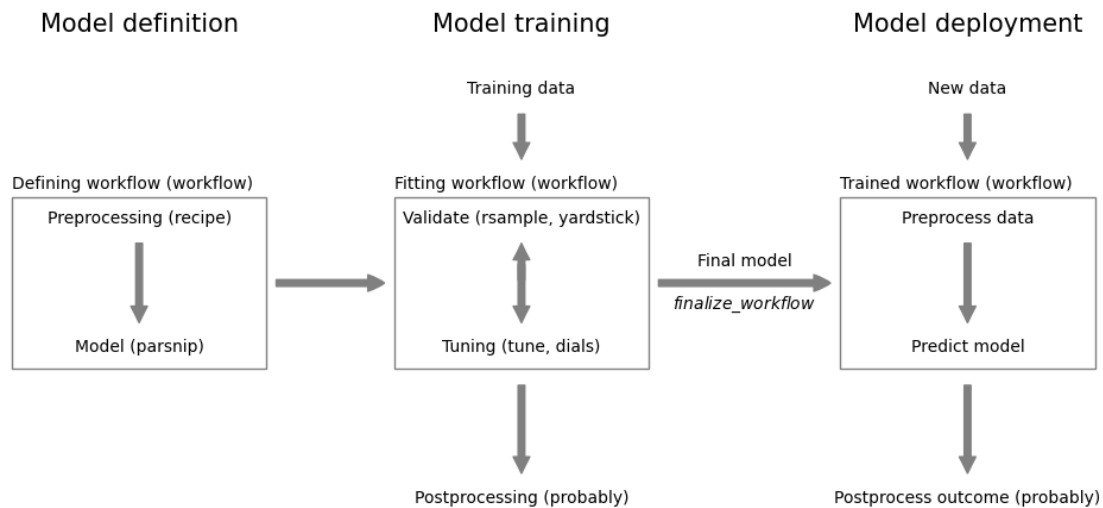 Model definition
Model training
Model deployment
Training data
New data
Defining workflow (workflow)
Fitting workflow (workflow)
Trained workflow (workflow)
Preprocessing (recipe)
Validate (rsample, yardstick)
Preprocess data
Final model
finalize_workflow
Model (parsnip)
Tuning (tune, dials)
Predict model
Postprocessing (probably)
Postprocess outcome (probably)